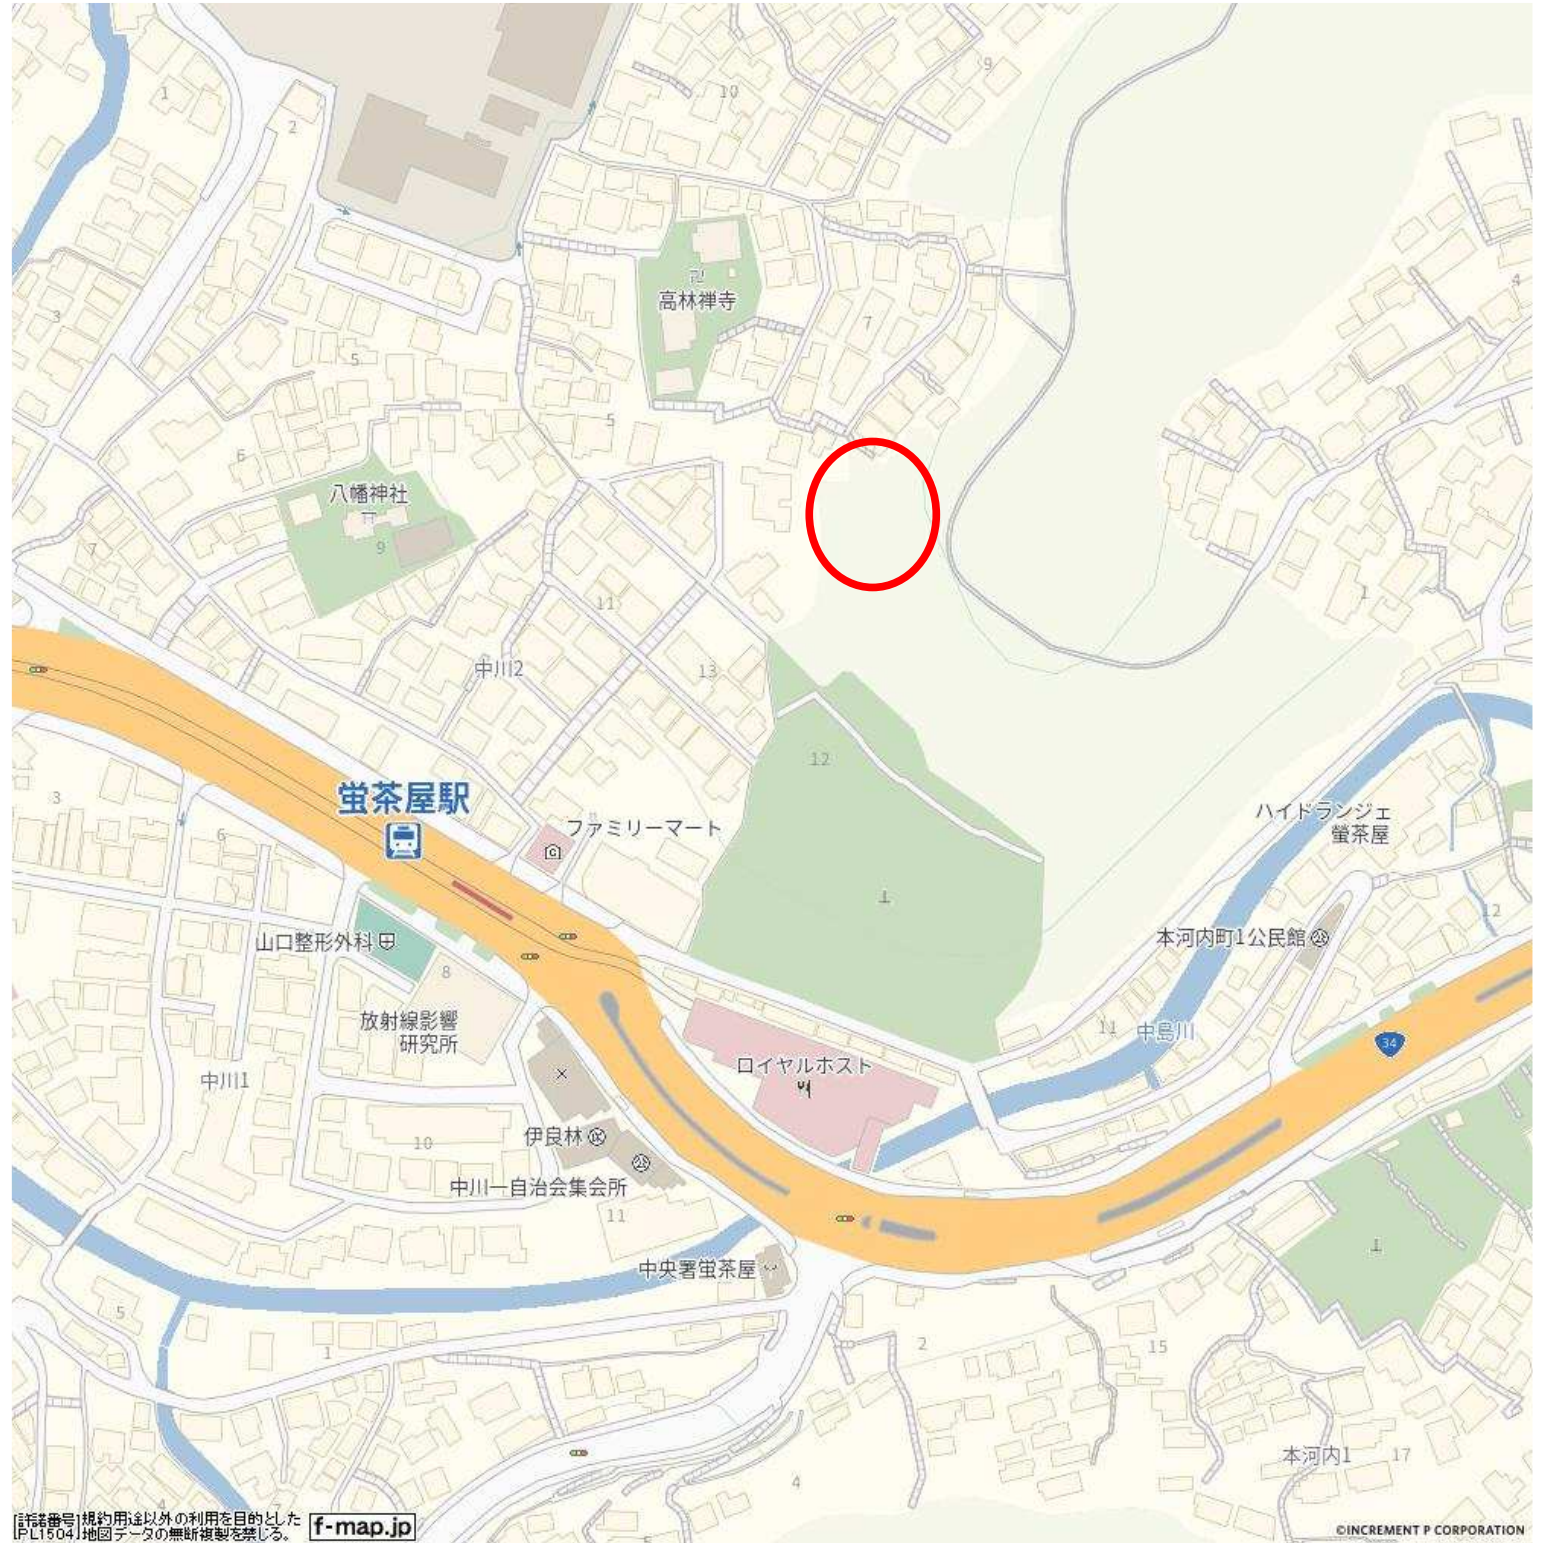 1
2
10
9
3
4
高林禅寺
7
5
5
6
八幡神社
9
7
11
1
中川2
13
12
蛍茶屋駅
3
6
ファミリーマート
ハイドランジェ
螢茶屋
山口整形外科
8
12
本河内町1公民館
放射線影響
研究所
11
中島川
34
中川1
ロイヤルホスト
10
伊良林
中川一自治会集会所
11
中央署蛍茶屋
5
1
2
15
本河内1
17
4
[許諾番号]規約用途以外の利用を目的とした
[PL1504]地図データの無断複製を禁じる。
f-map.jp
©INCREMENT P CORPORATION